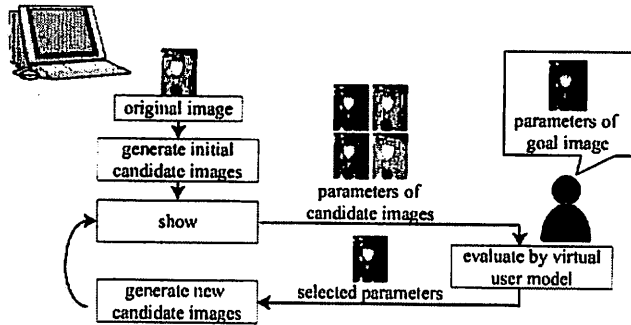 original image
generate initial
candidate images
show
parameters of
candidate images
parameters of
goal image
evaluate by virtual
user model
selected parameters
generate new
candidate images